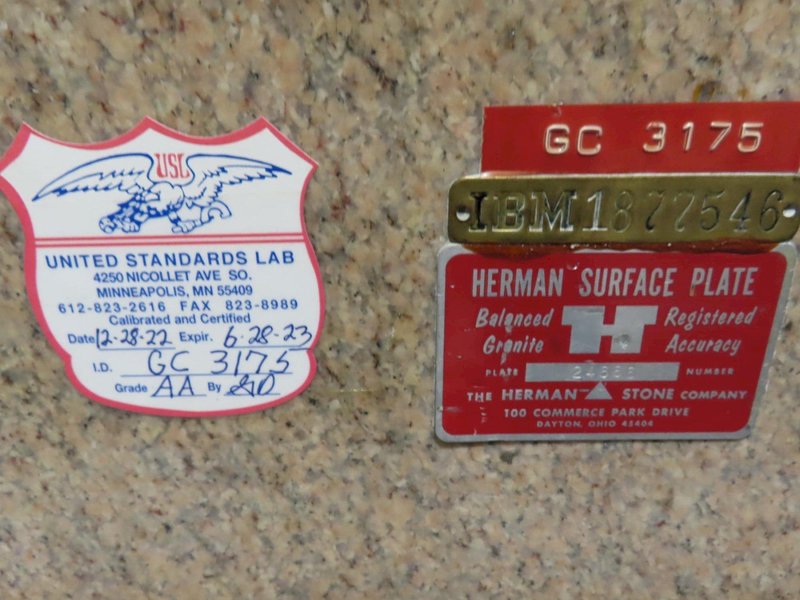 USL
UNITED STANDARDS LAB
4250 NICOLLET AVE SO.
MINNEAPOLIS, MN 55409
612-823-2616 FAX 823-8989
Calibrated and Certified
Date 12-28-22 Expir. 6-28-23
I.D. GC 3175
Grade AA By
GC 3175
IBM1877546
HERMAN SURFACE PLATE
Balanced H Registered
Granite Accuracy
PLATE NUMBER
THE HERMAN STONE COMPANY
100 COMMERCE PARK DRIVE
DAYTON, OHIO 45404